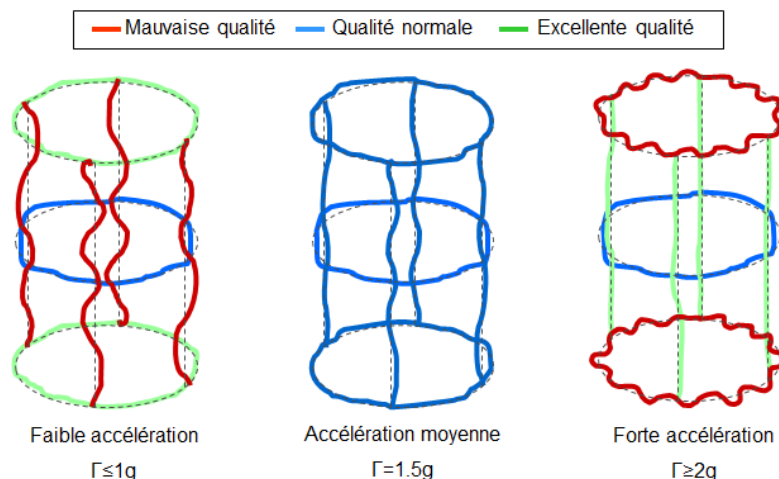 Mauvaise qualité Qualité normale Excellente qualité
Faible accélération Accélération moyenne Forte accélération
Γ≤1g Γ=1.5g Γ≥2g